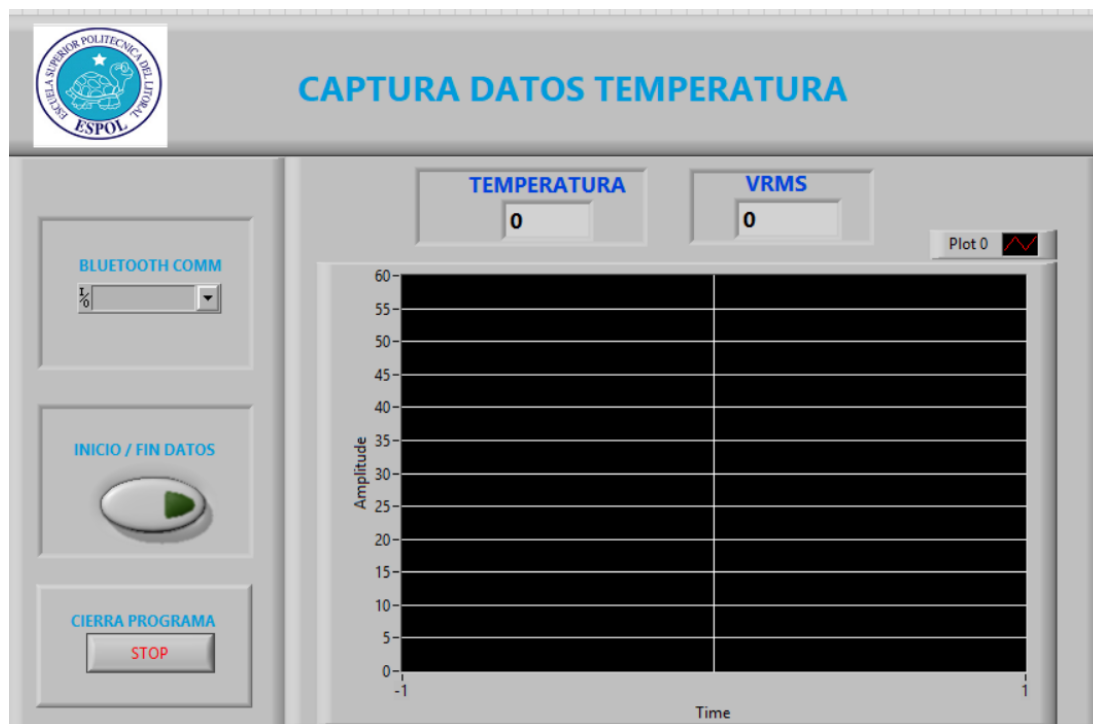 ESCUELA SUPERIOR POLITECNICA DEL LITORAL
ESPOL
CAPTURA DATOS TEMPERATURA
TEMPERATURA
0
VRMS
0
Plot 0
BLUETOOTH COMM
I/O
INICIO / FIN DATOS
CIERRA PROGRAMA
STOP
Amplitude
60
55
50
45
40
35
30
25
20
15
10
5
0
-1
1
Time